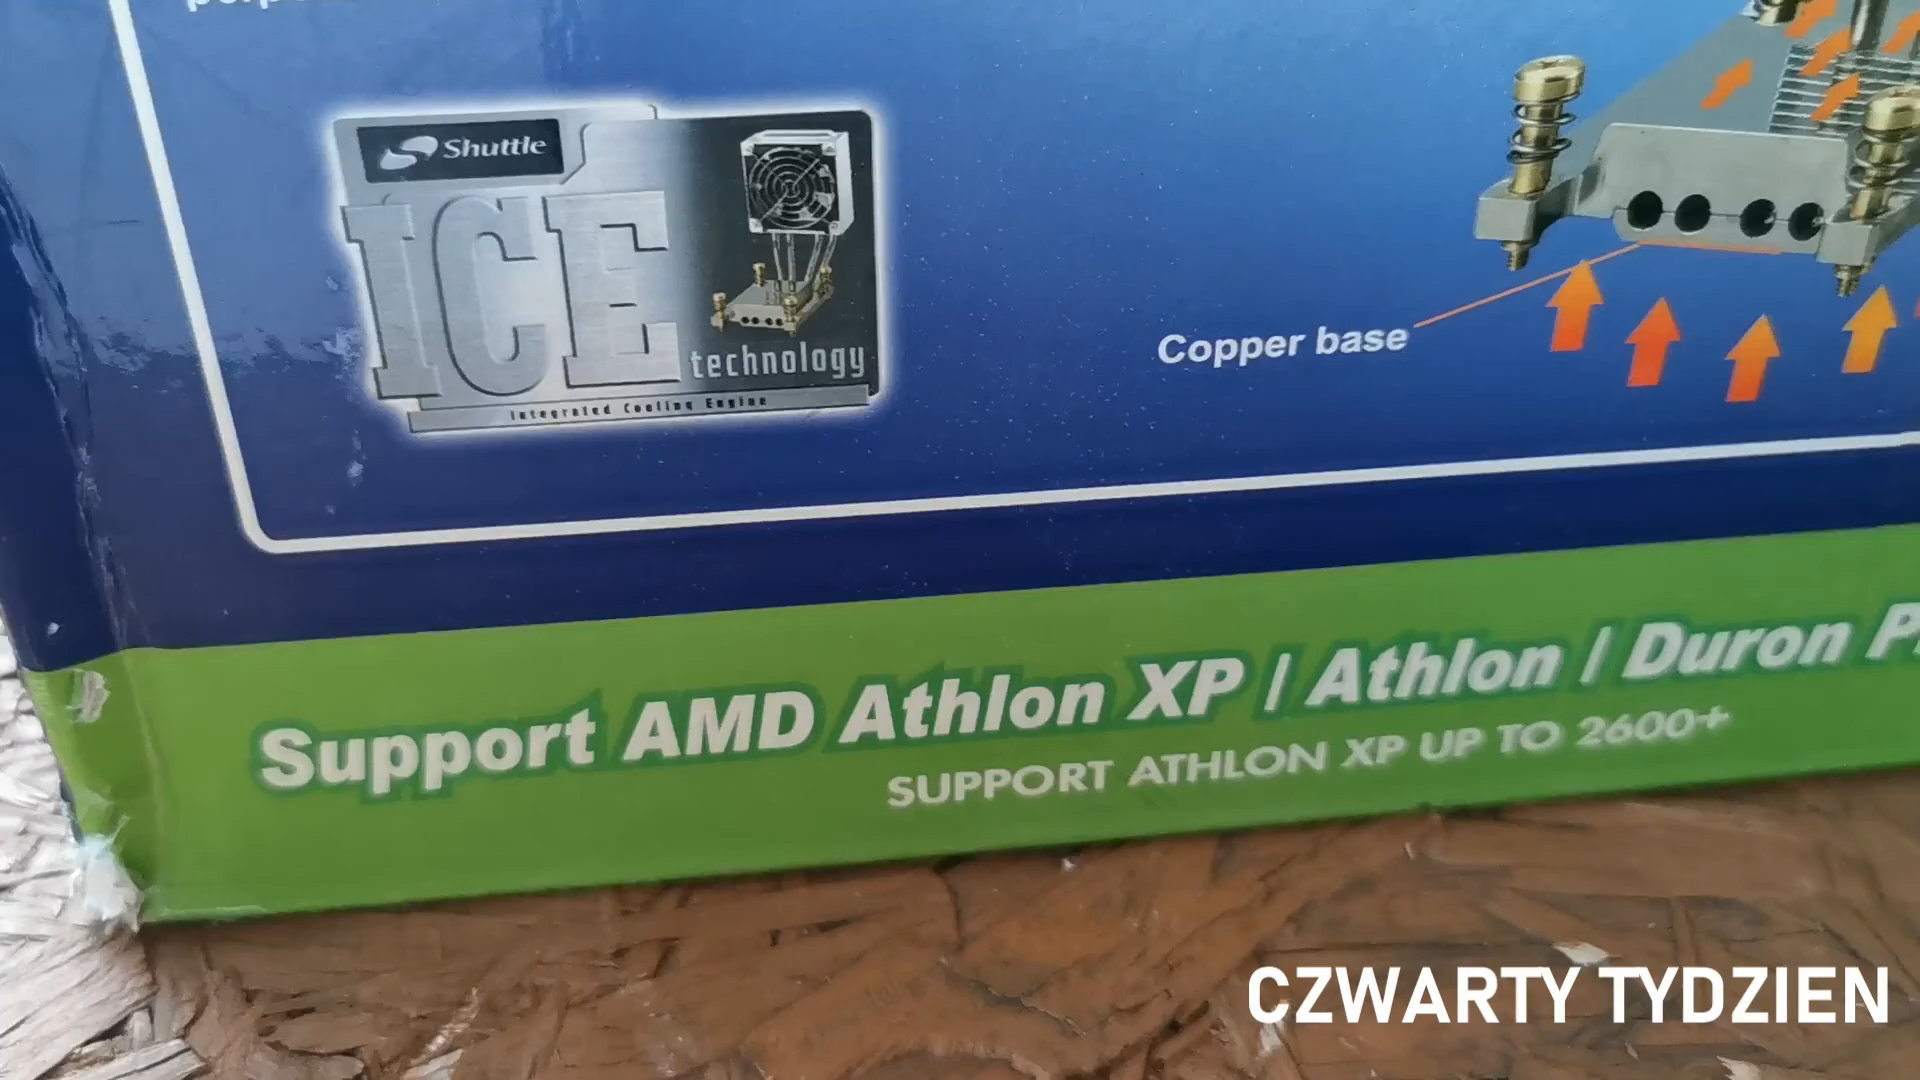 Shuttle
ICE
technology
Integrated Cooling Engine
Copper base
Support AMD Athlon XP / Athlon / Duron
SUPPORT ATHLON XP UP TO 2600+
CZWARTY TYDZIEN